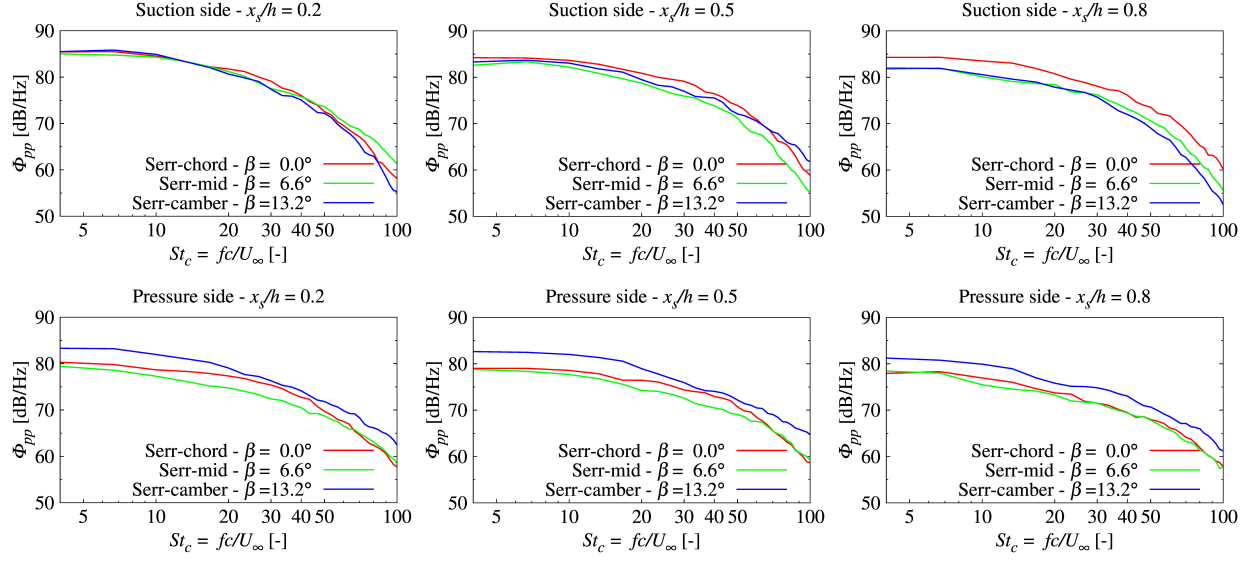 Suction side - x_s/h = 0.2
90
80
70
60
50
Φ_pp [dB/Hz]
Serr-chord - β = 0.0°
Serr-mid - β = 6.6°
Serr-camber - β = 13.2°
5 10 20 30 40 50 100
St_c = fc/U_∞ [-]
Suction side - x_s/h = 0.5
90
80
70
60
50
Φ_pp [dB/Hz]
Serr-chord - β = 0.0°
Serr-mid - β = 6.6°
Serr-camber - β = 13.2°
5 10 20 30 40 50 100
St_c = fc/U_∞ [-]
Suction side - x_s/h = 0.8
90
80
70
60
50
Φ_pp [dB/Hz]
Serr-chord - β = 0.0°
Serr-mid - β = 6.6°
Serr-camber - β = 13.2°
5 10 20 30 40 50 100
St_c = fc/U_∞ [-]
Pressure side - x_s/h = 0.2
90
80
70
60
50
Φ_pp [dB/Hz]
Serr-chord - β = 0.0°
Serr-mid - β = 6.6°
Serr-camber - β = 13.2°
5 10 20 30 40 50 100
St_c = fc/U_∞ [-]
Pressure side - x_s/h = 0.5
90
80
70
60
50
Φ_pp [dB/Hz]
Serr-chord - β = 0.0°
Serr-mid - β = 6.6°
Serr-camber - β = 13.2°
5 10 20 30 40 50 100
St_c = fc/U_∞ [-]
Pressure side - x_s/h = 0.8
90
80
70
60
50
Φ_pp [dB/Hz]
Serr-chord - β = 0.0°
Serr-mid - β = 6.6°
Serr-camber - β = 13.2°
5 10 20 30 40 50 100
St_c = fc/U_∞ [-]